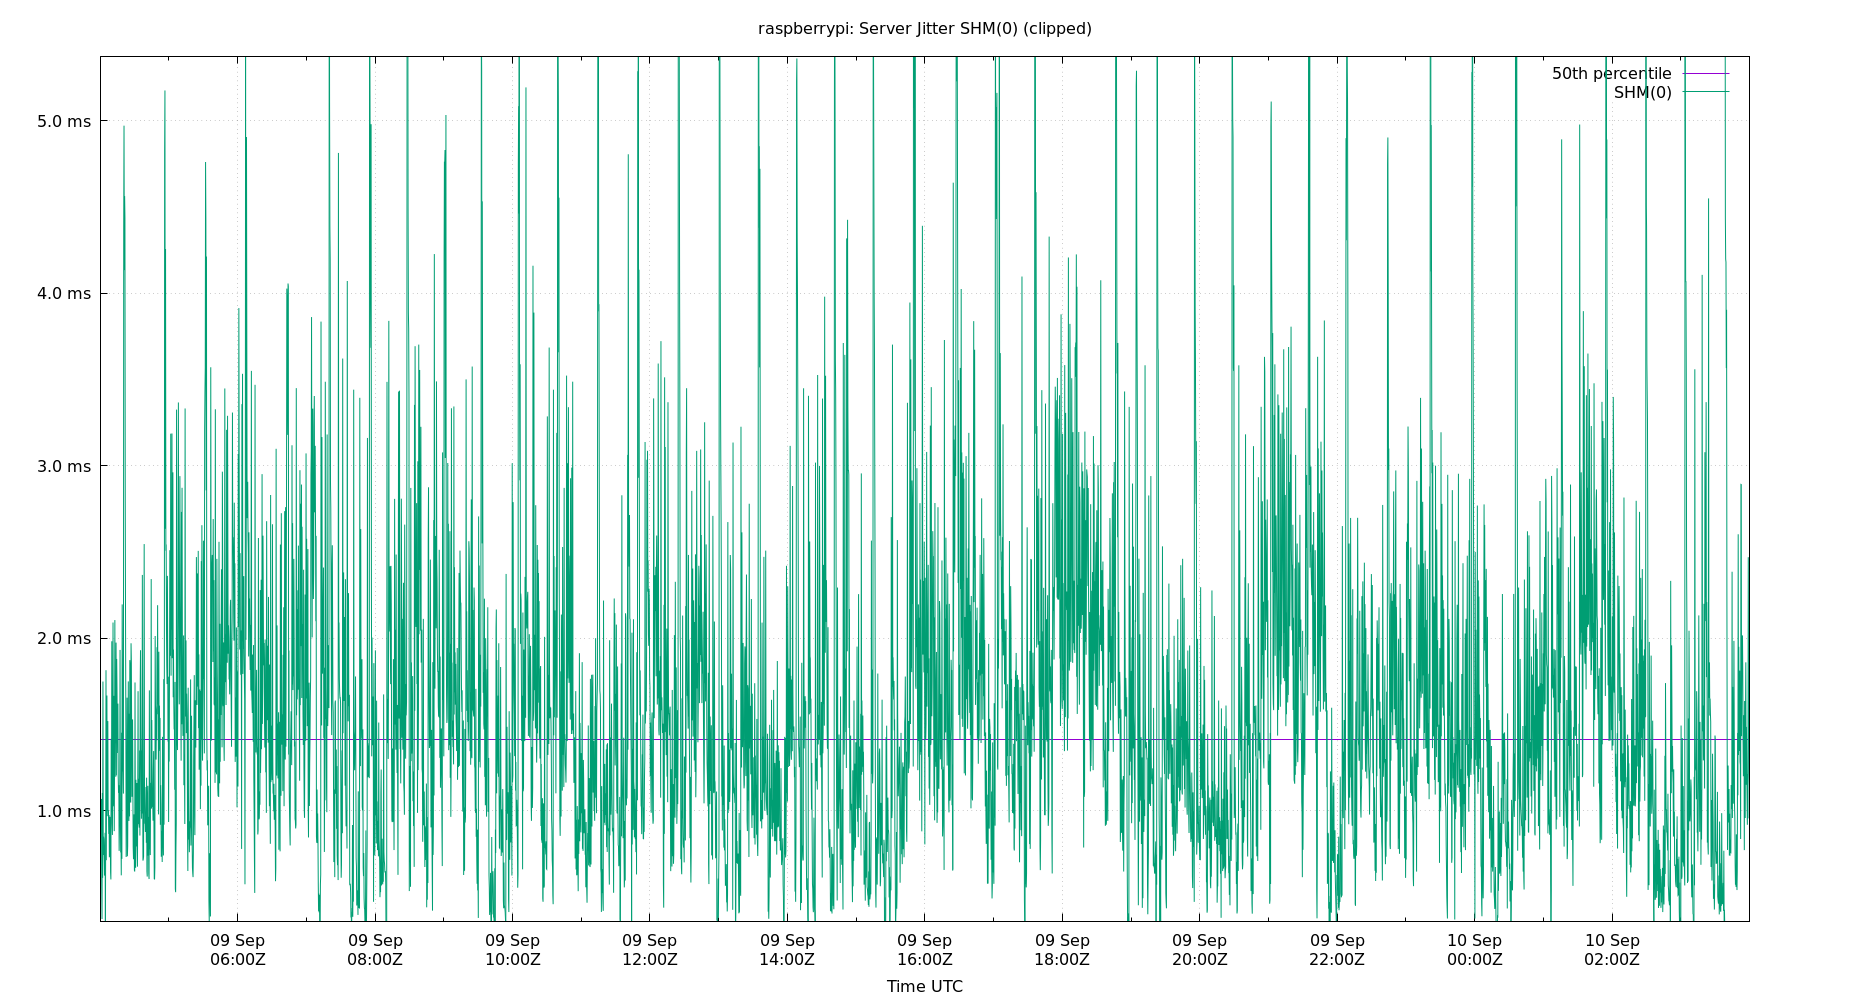 raspberrypi: Server Jitter SHM(0) (clipped)
50th percentile
SHM(0)
5.0 ms
4.0 ms
3.0 ms
2.0 ms
1.0 ms
09 Sep 09 Sep 09 Sep 09 Sep 09 Sep 09 Sep 09 Sep 09 Sep 09 Sep 10 Sep 10 Sep
06:00Z 08:00Z 10:00Z 12:00Z 14:00Z 16:00Z 18:00Z 20:00Z 22:00Z 00:00Z 02:00Z
Time UTC